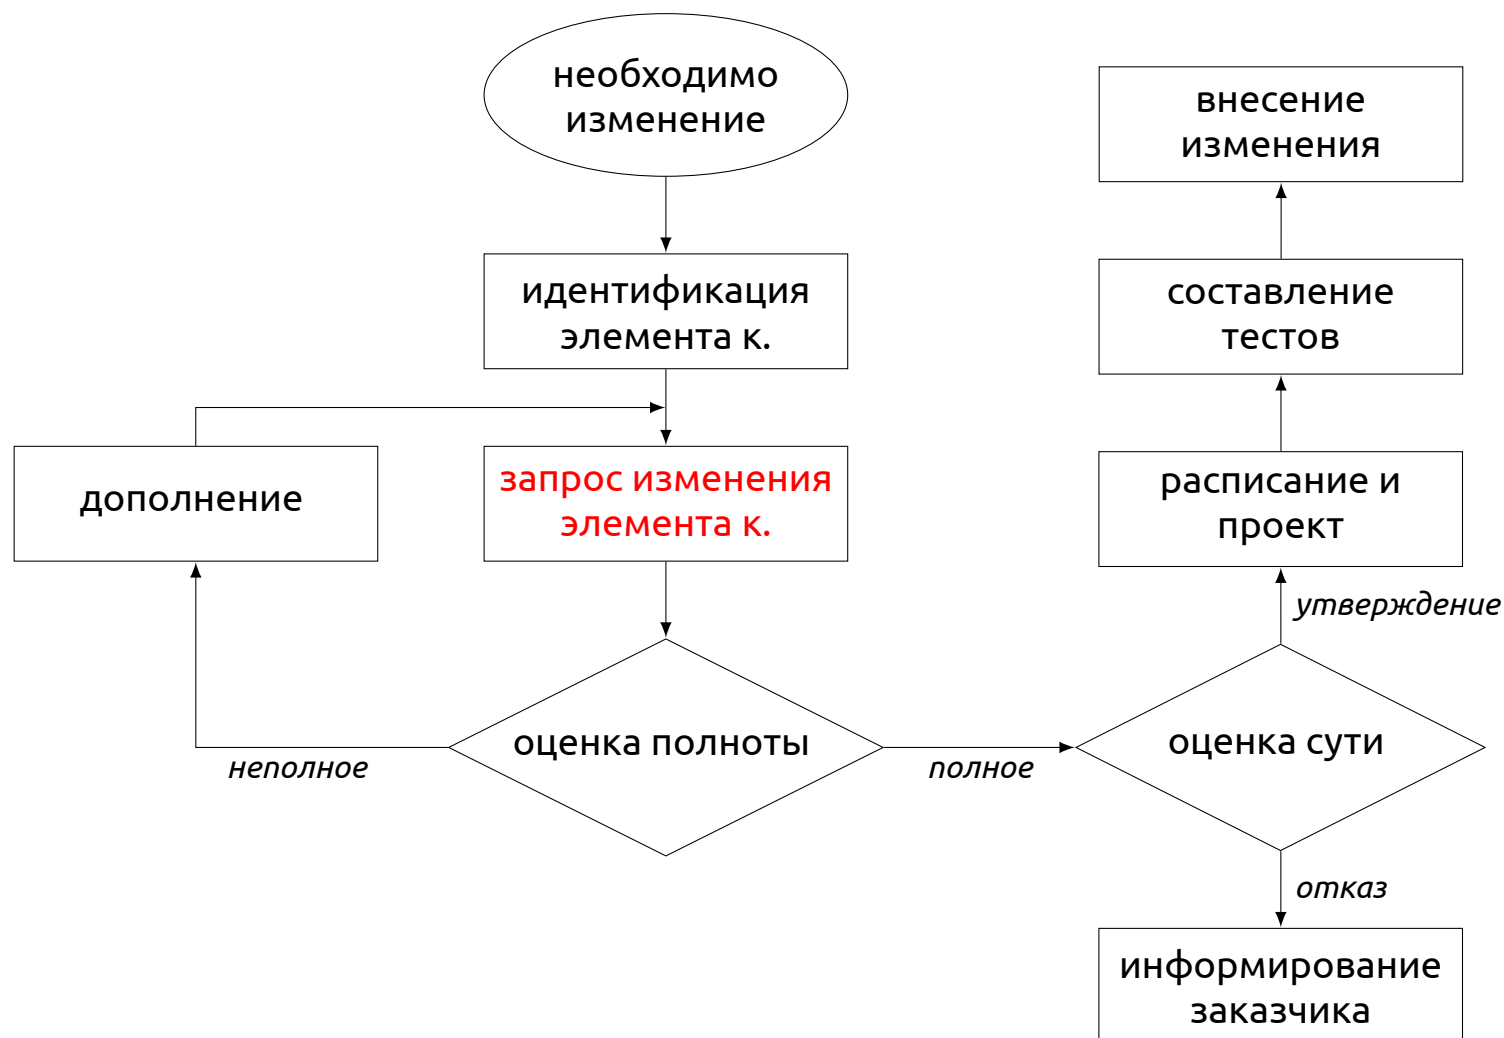 необходимо
изменение
идентификация
элемента к.
дополнение
запрос изменения
элемента к.
оценка полноты
неполное
полное
внесение
изменения
составление
тестов
расписание и
проект
утверждение
оценка сути
отказ
информирование
заказчика